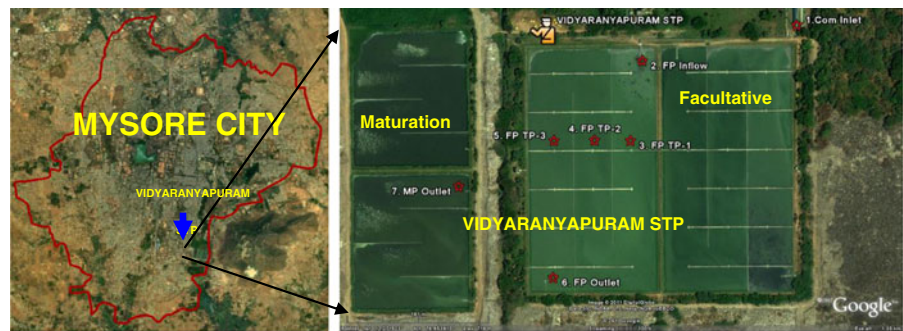 MYSORE CITY
VIDYARANYAPURAM
VIDYARANYAPURAM STP
1.Com Inlet
2. FP Inflow
Maturation
Facultative
4. FP TP-2
5. FP TP-3
3. FP TP-1
7. MP Outlet
VIDYARANYAPURAM STP
6. FP Outlet
Google